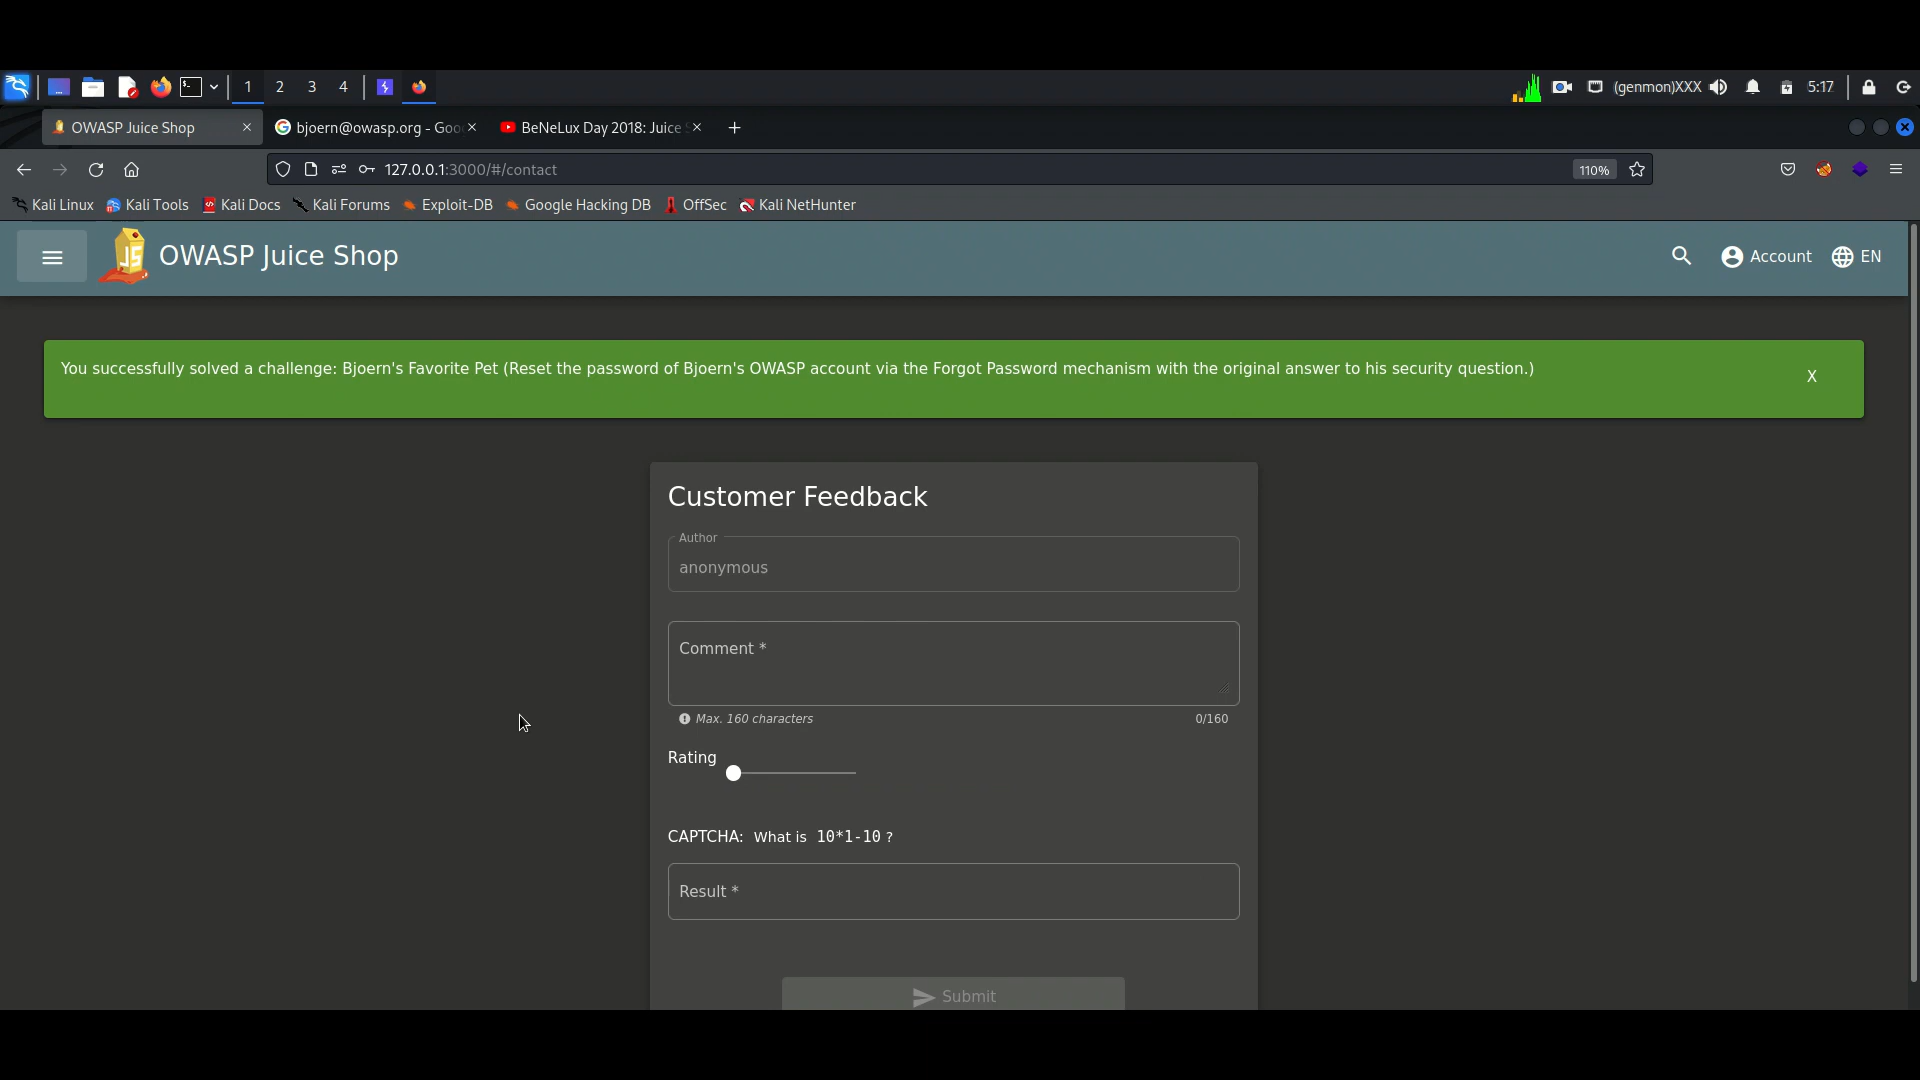 1 2 3 4 (genmon)XXX 5:17
OWASP Juice Shop bjoern@owasp.org - Goo BeNeLux Day 2018: Juice
127.0.0.1:3000/#/contact 110%
Kali Linux Kali Tools Kali Docs Kali Forums Exploit-DB Google Hacking DB OffSec Kali NetHunter
JS OWASP Juice Shop Account EN
You successfully solved a challenge: Bjoern's Favorite Pet (Reset the password of Bjoern's OWASP account via the Forgot Password mechanism with the original answer to his security question.) X
Customer Feedback
Author
anonymous
Comment *
Max. 160 characters 0/160
Rating
CAPTCHA: What is 10*1-10 ?
Result *
Submit